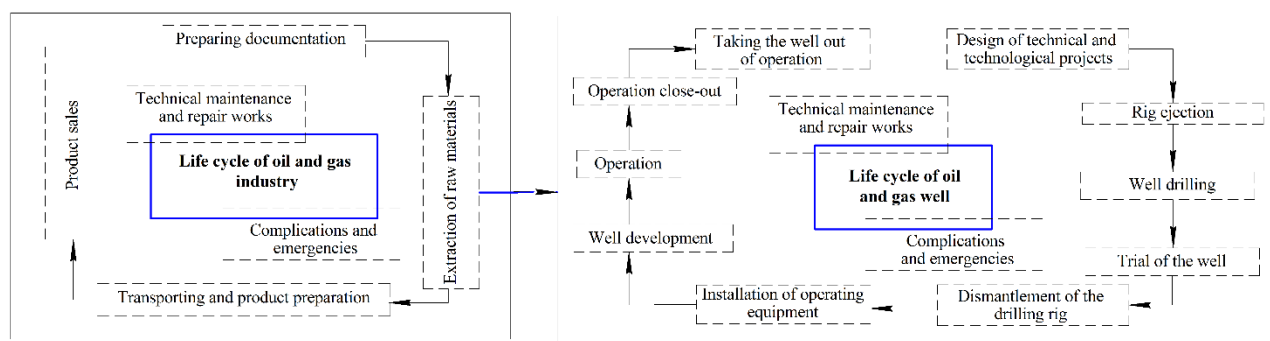 Preparing documentation
Technical maintenance
and repair works
Product sales
Life cycle of oil and gas
industry
Extraction of raw materials
Complications and
emergencies
Transporting and product preparation
Taking the well out
of operation
Design of technical and
technological projects
Operation close-out
Technical maintenance
and repair works
Rig ejection
Operation
Life cycle of oil
and gas well
Well drilling
Well development
Complications
and emergencies
Trial of the well
Installation of operating
equipment
Dismantlement of the
drilling rig